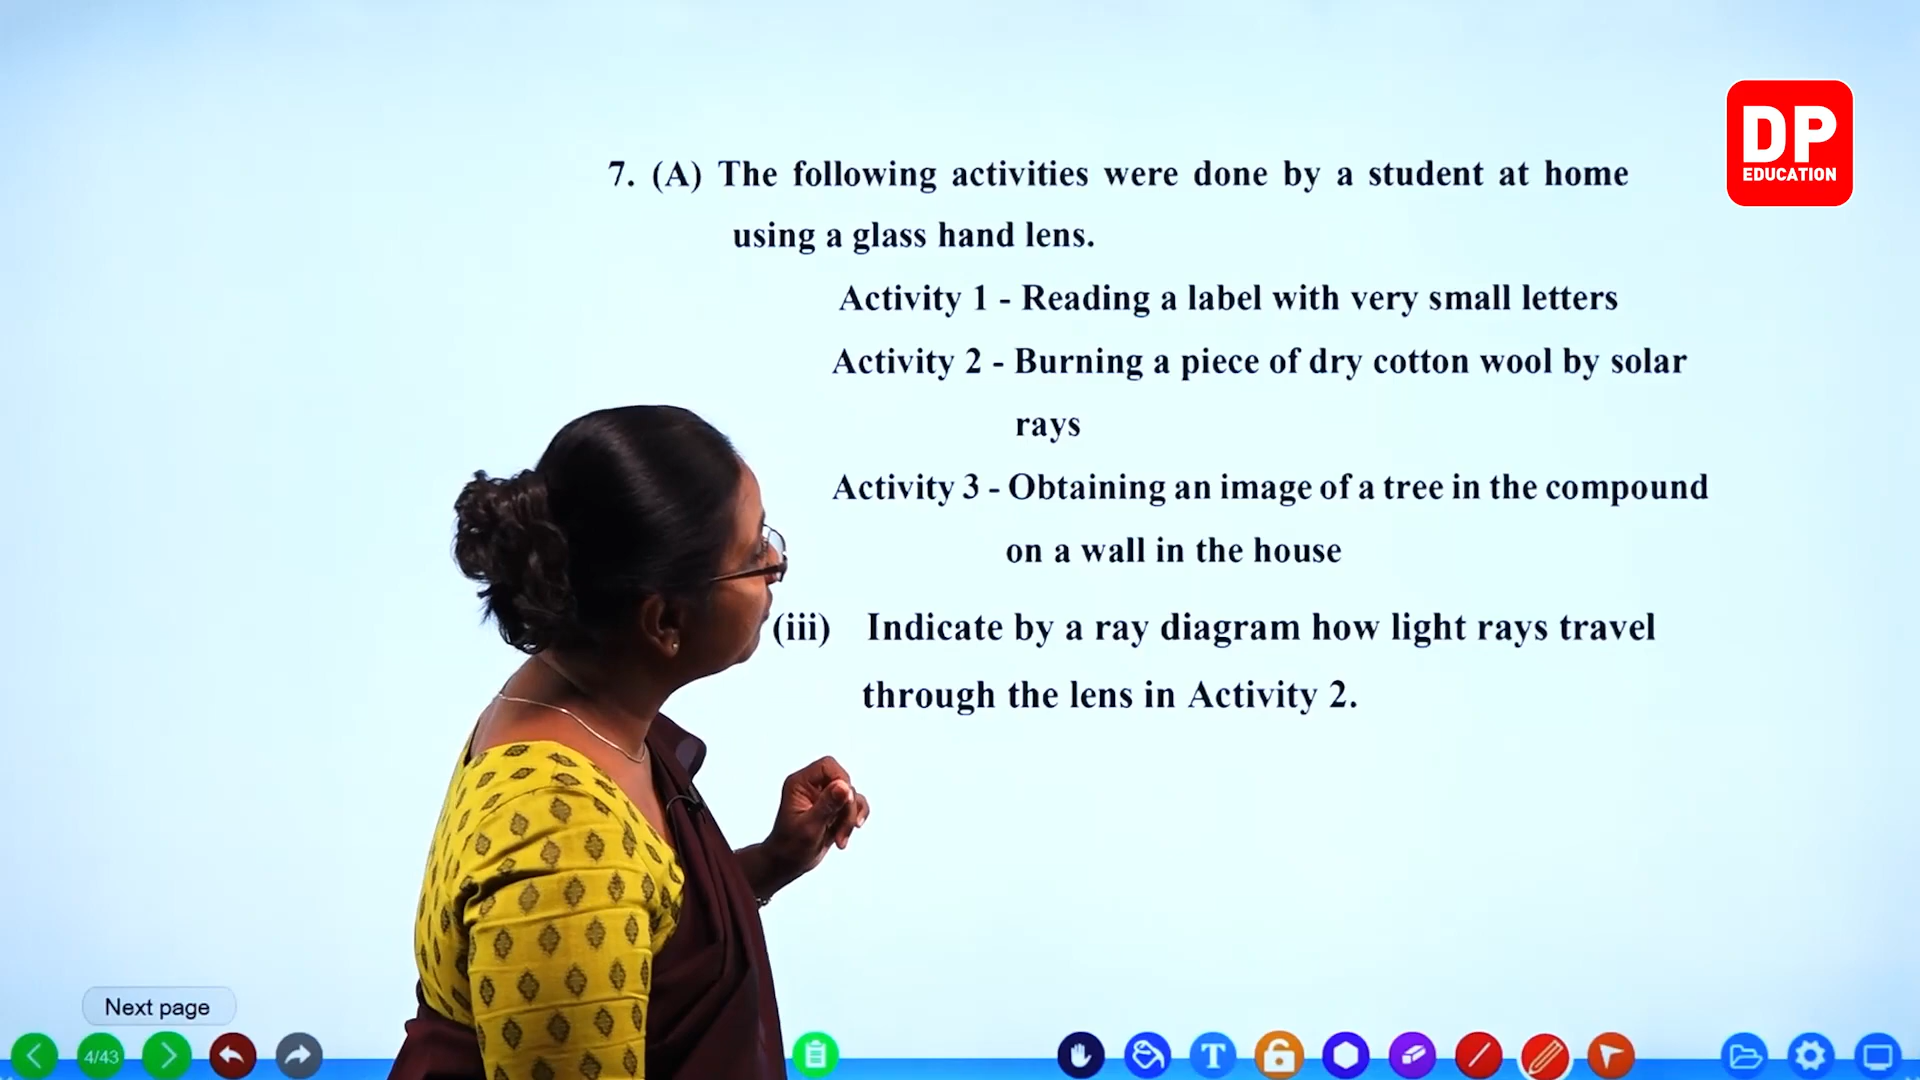 DP
EDUCATION
7. (A) The following activities were done by a student at home
using a glass hand lens.
Activity 1 - Reading a label with very small letters
Activity 2 - Burning a piece of dry cotton wool by solar
rays
Activity 3 - Obtaining an image of a tree in the compound
on a wall in the house
(iii) Indicate by a ray diagram how light rays travel
through the lens in Activity 2.
Next page
4/43
T